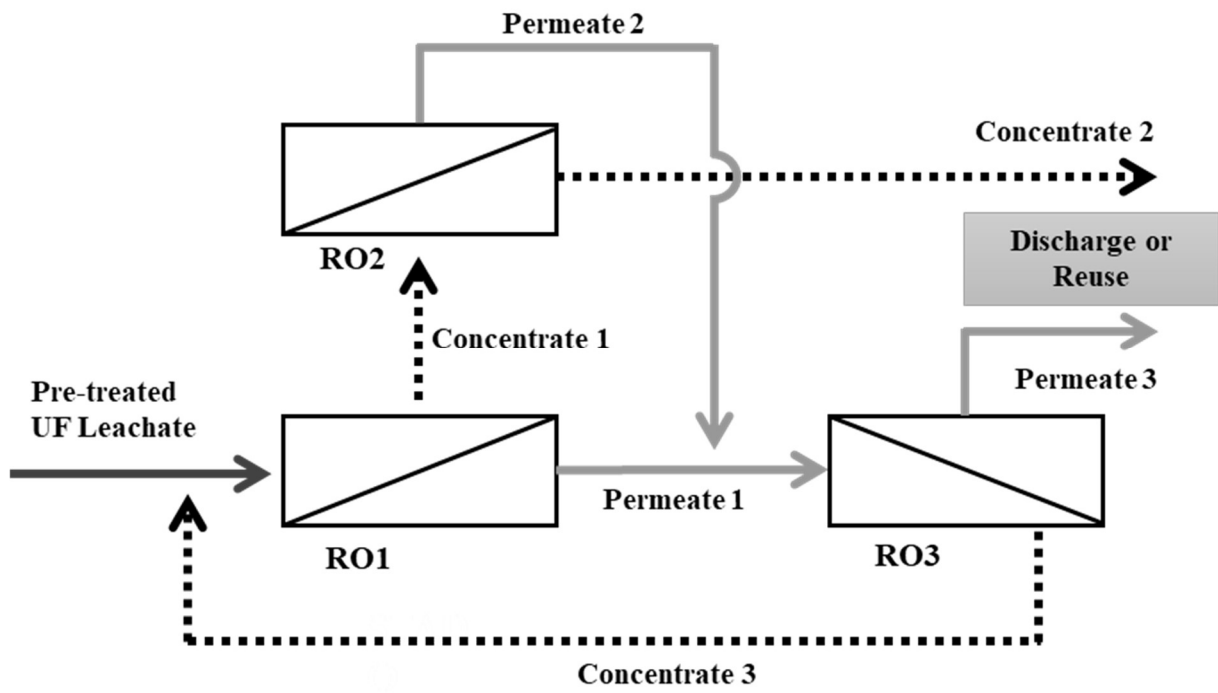 Permeate 2
Concentrate 2
Discharge or
Reuse
RO2
Concentrate 1
Permeate 3
Pre-treated
UF Leachate
Permeate 1
RO1
RO3
Concentrate 3